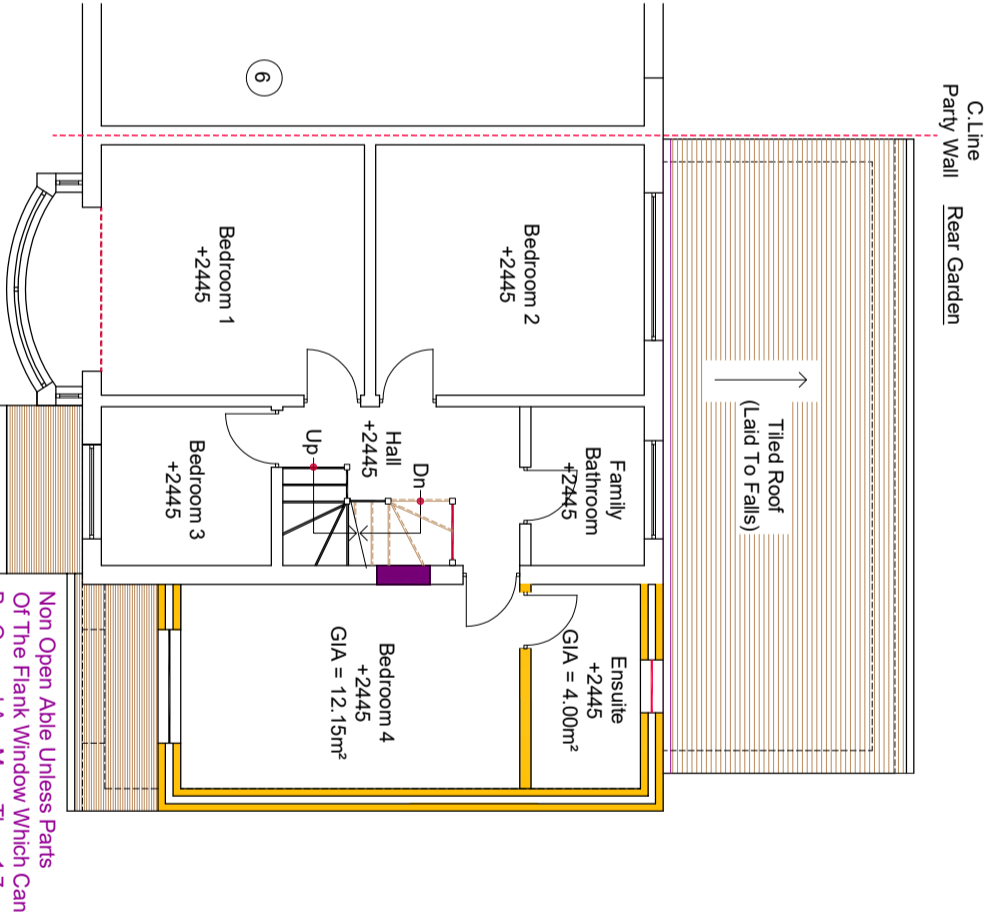 C.Line
Party Wall
Rear Garden
6
Tiled Roof
(Laid To Falls)
Bedroom 2
+2445
Bedroom 1
+2445
Family
Bathroom
+2445
Hall
+2445
Dn
Up
Bedroom 3
+2445
Ensuite
+2445
GIA = 4.00m²
Bedroom 4
+2445
GIA = 12.15m²
Non Open Able Unless Parts
Of The Flank Window Which Can